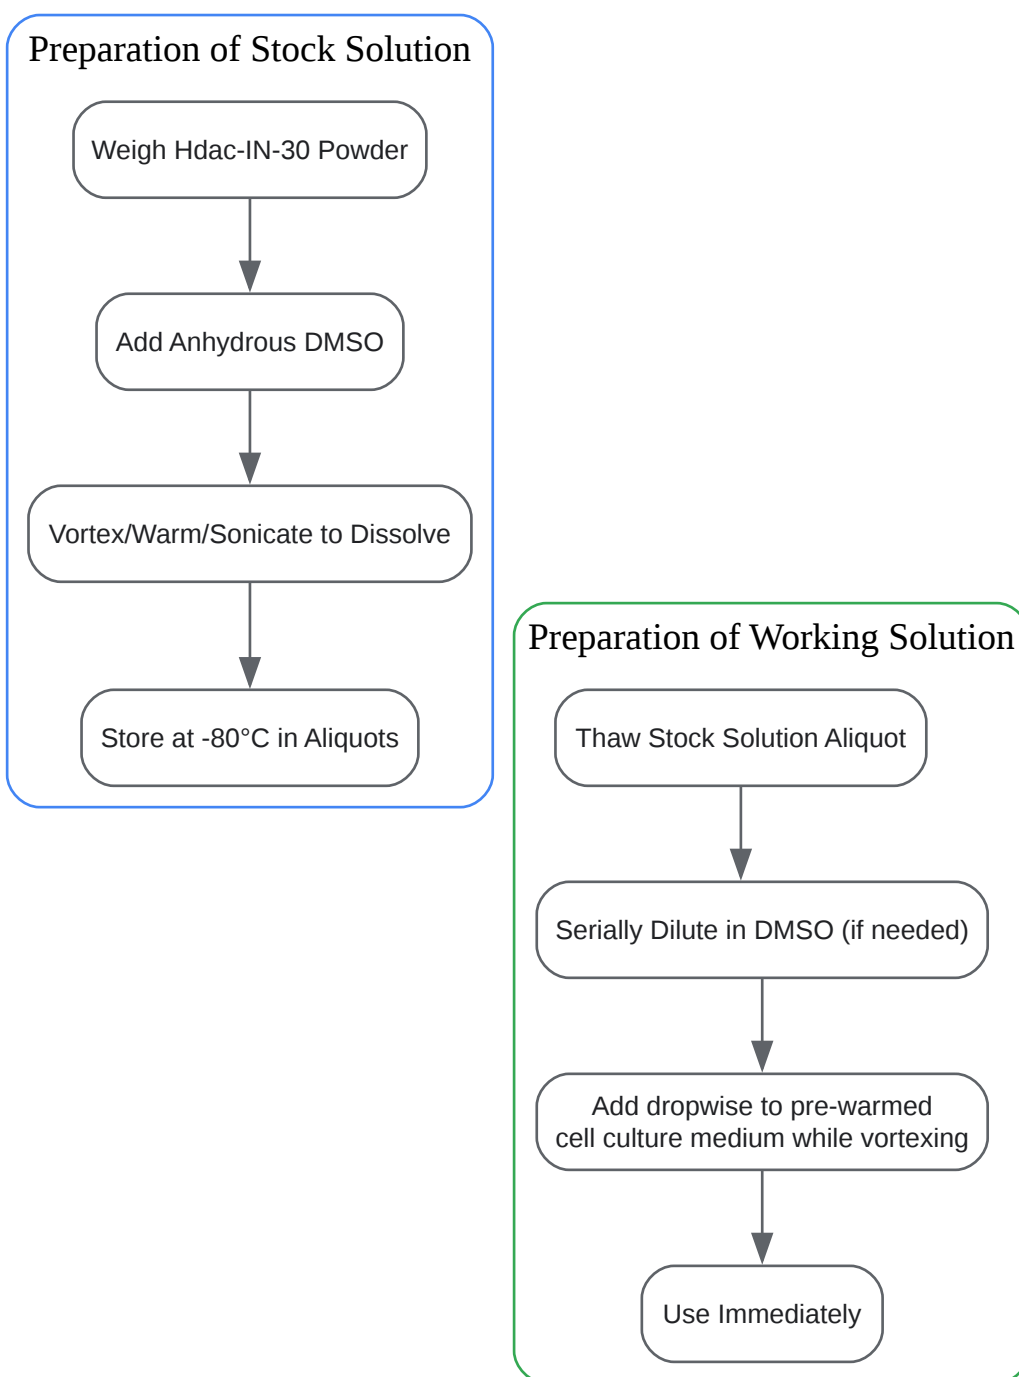 Preparation of Stock Solution
Weigh Hdac-IN-30 Powder
Add Anhydrous DMSO
Vortex/Warm/Sonicate to Dissolve
Store at -80°C in Aliquots
Preparation of Working Solution
Thaw Stock Solution Aliquot
Serially Dilute in DMSO (if needed)
Add dropwise to pre-warmed
cell culture medium while vortexing
Use Immediately